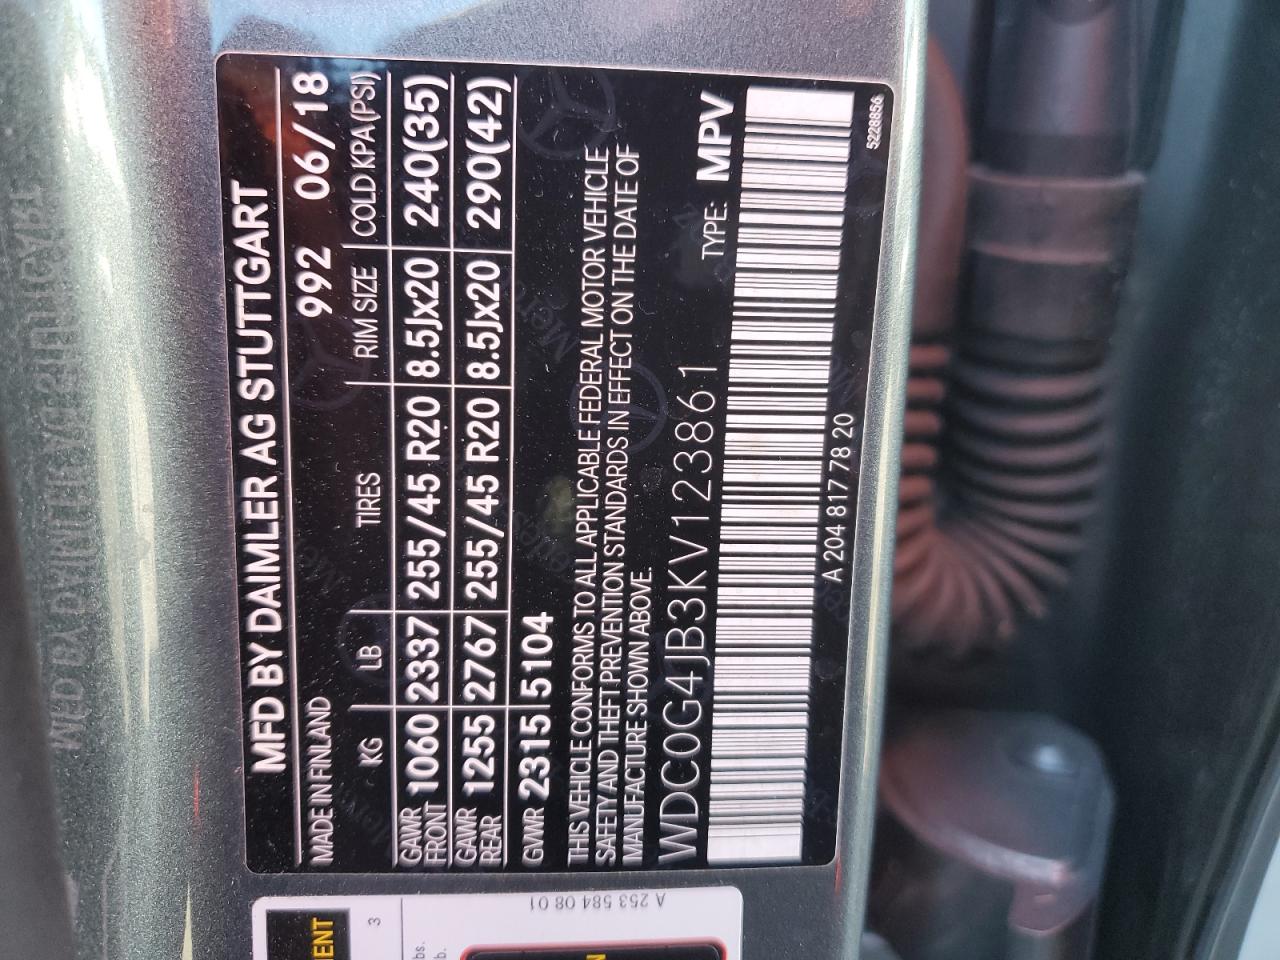 MFD BY DAIMLER AG STUTTGART
MADE IN FINLAND 992 06/18
KG LB TIRES RIM SIZE COLD KPA(PSI)
GAWR FRONT 1060 2337 255/45 R20 8.5Jx20 240(35)
GAWR REAR 1255 2767 255/45 R20 8.5Jx20 290(42)
GWR 2315 5104
THIS VEHICLE CONFORMS TO ALL APPLICABLE FEDERAL MOTOR VEHICLE
SAFETY AND THEFT PREVENTION STANDARDS IN EFFECT ON THE DATE OF
MANUFACTURE SHOWN ABOVE.
WDC0G4JB3KV123861 TYPE: MPV
A 204 817 78 20
5228856
A 253 584 08 01
3